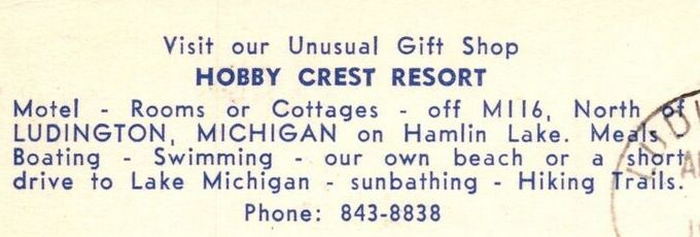 Visit our Unusual Gift Shop
HOBBY CREST RESORT
Motel - Rooms or Cottages - off M116, North of
LUDINGTON, MICHIGAN on Hamlin Lake. Meals
Boating - Swimming - our own beach or a short
drive to Lake Michigan - sunbathing - Hiking Trails.
Phone: 843-8838